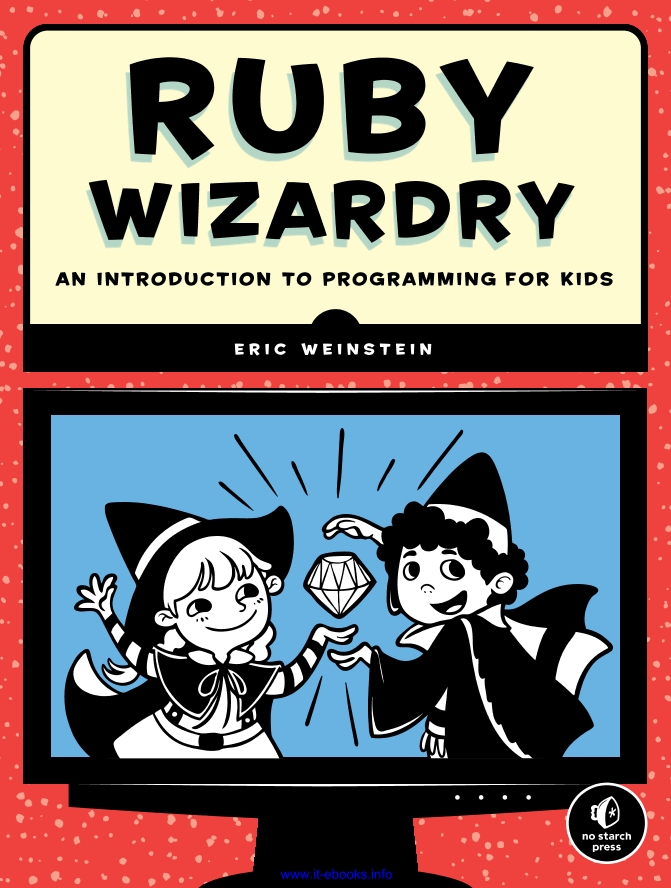 RUBY
WIZARDRY
AN INTRODUCTION TO PROGRAMMING FOR KIDS
ERIC WEINSTEIN
no starch
press
www.it-ebooks.info